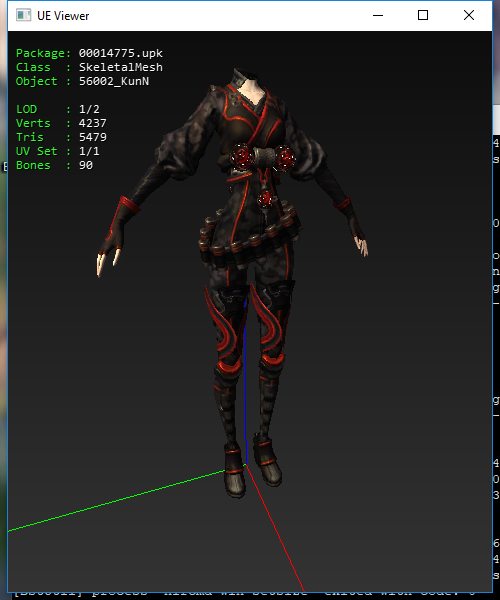 UE Viewer
Package: 00014775.upk
Class : SkeletalMesh
Object : 56002_KunN
LOD : 1/2
Verts : 4237
Tris : 5479
UV Set : 1/1
Bones : 90